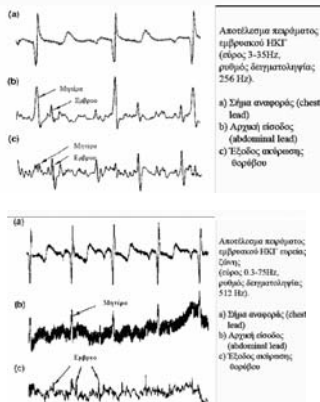 (a)
Αποτέλεσμα πειράματος
εμβρυακού ΗΚΓ
(εύρος 3-35Hz,
ρυθμός δειγματοληψίας
256 Hz).
(b)
Μητέρα
Έμβρυο
a) Σήμα αναφοράς (chest
lead)
b) Αρχική είσοδος
(abdominal lead)
c) Έξοδος ακύρωσης
θορύβου
(c)
Μητέρα
Έμβρυο
(a)
Αποτέλεσμα πειράματος
εμβρυακού ΗΚΓ ευρείας
ζώνης
(εύρος 0.3-75Hz,
ρυθμός δειγματοληψίας
512 Hz).
(b)
Μητέρα
a) Σήμα αναφοράς (chest
lead)
b) Αρχική είσοδος
(abdominal lead)
c) Έξοδος ακύρωσης
θορύβου
(c)
Έμβρυο